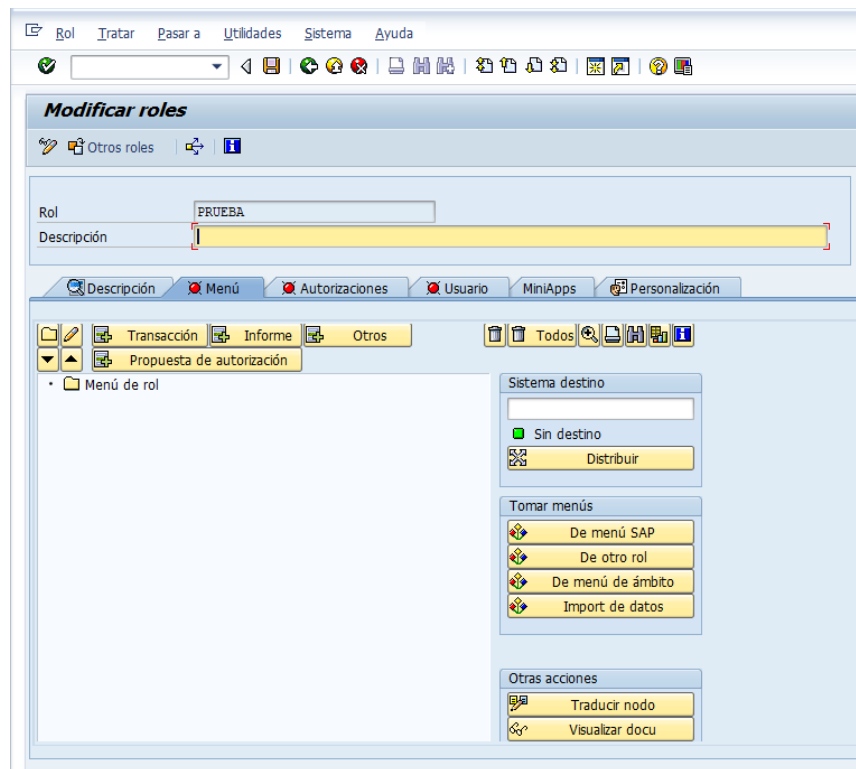 Rol Tratar Pasar a Utilidades Sistema Ayuda
Modificar roles
Otros roles
Rol PRUEBA
Descripción
Descripción Menú Autorizaciones Usuario MiniApps Personalización
Transacción Informe Otros Todos
Propuesta de autorización
Menú de rol
Sistema destino
Sin destino
Distribuir
Tomar menús
De menú SAP
De otro rol
De menú de ámbito
Import de datos
Otras acciones
Traducir nodo
Visualizar docu